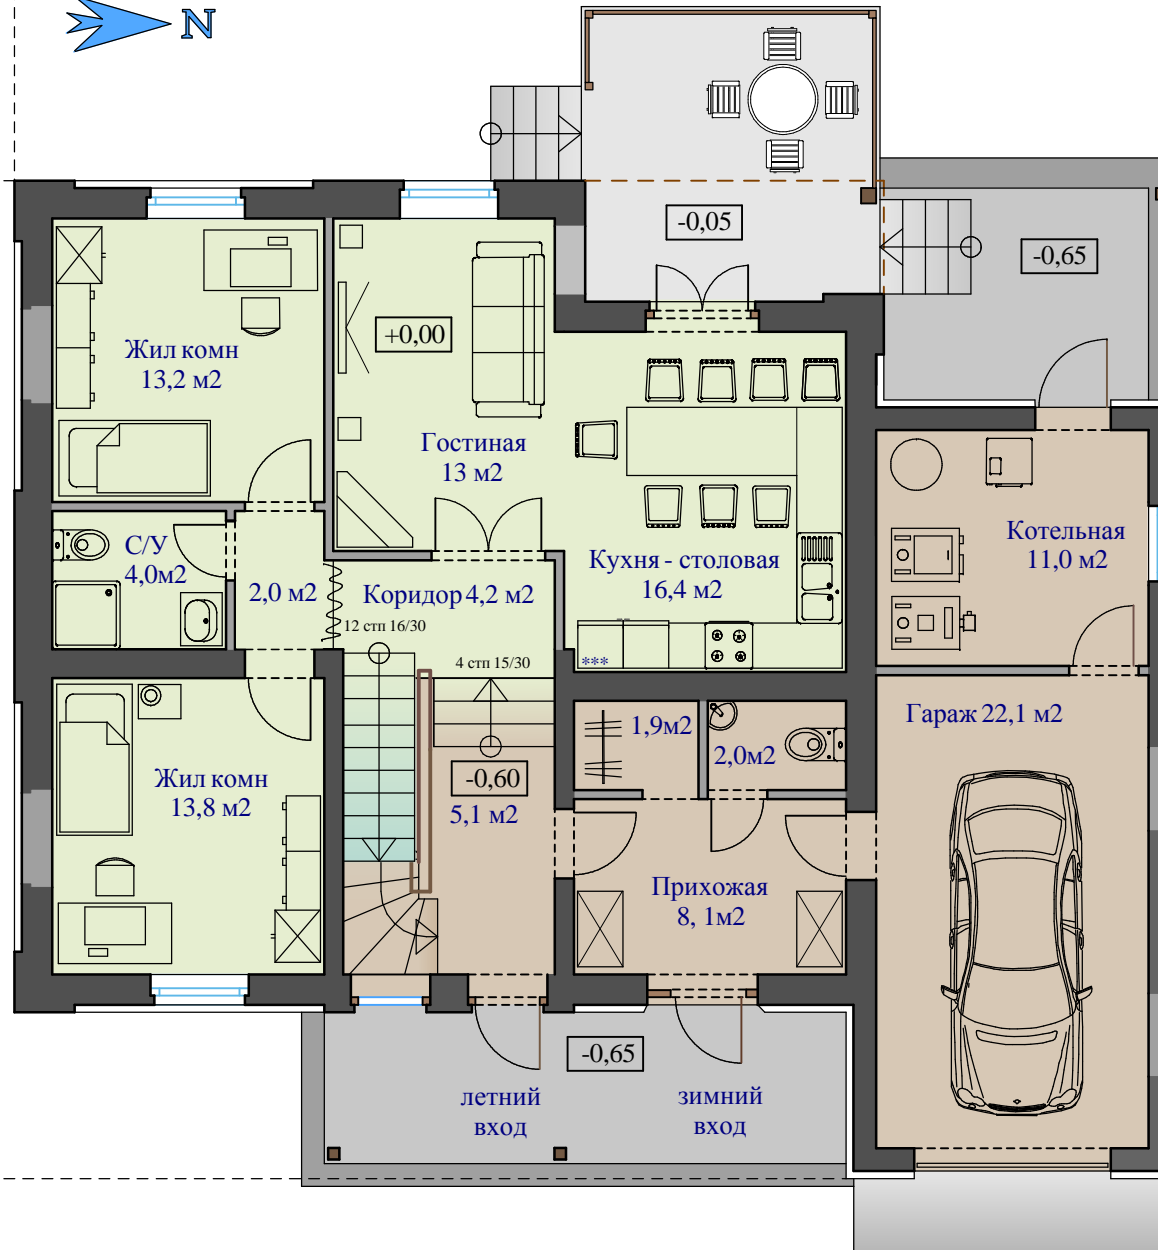 N
-0,05
-0,65
+0,00
Жил комн
13,2 м2
Гостиная
13 м2
Котельная
11,0 м2
С/У
4,0м2
2,0 м2
Коридор 4,2 м2
Кухня - столовая
16,4 м2
12 стп 16/30
4 стп 15/30
***
Гараж 22,1 м2
1,9м2
2,0м2
Жил комн
13,8 м2
-0,60
5,1 м2
Прихожая
8, 1м2
-0,65
летний
вход
зимний
вход